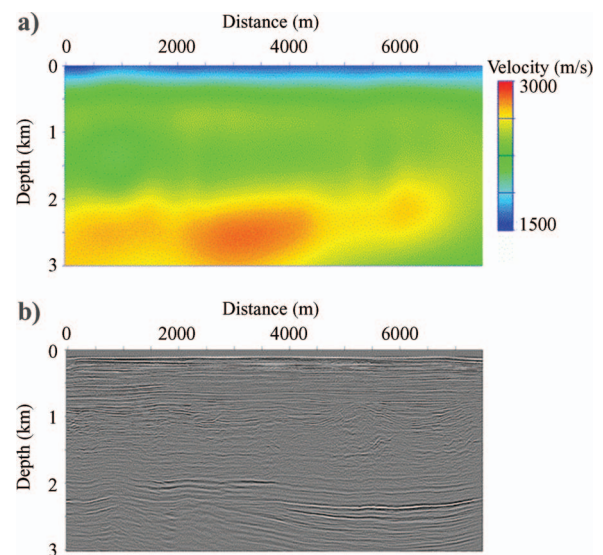 a)
Distance (m)
0 2000 4000 6000
Velocity (m/s)
3000
1500
Depth (km)
0
1
2
3
b)
Distance (m)
0 2000 4000 6000
Depth (km)
0
1
2
3